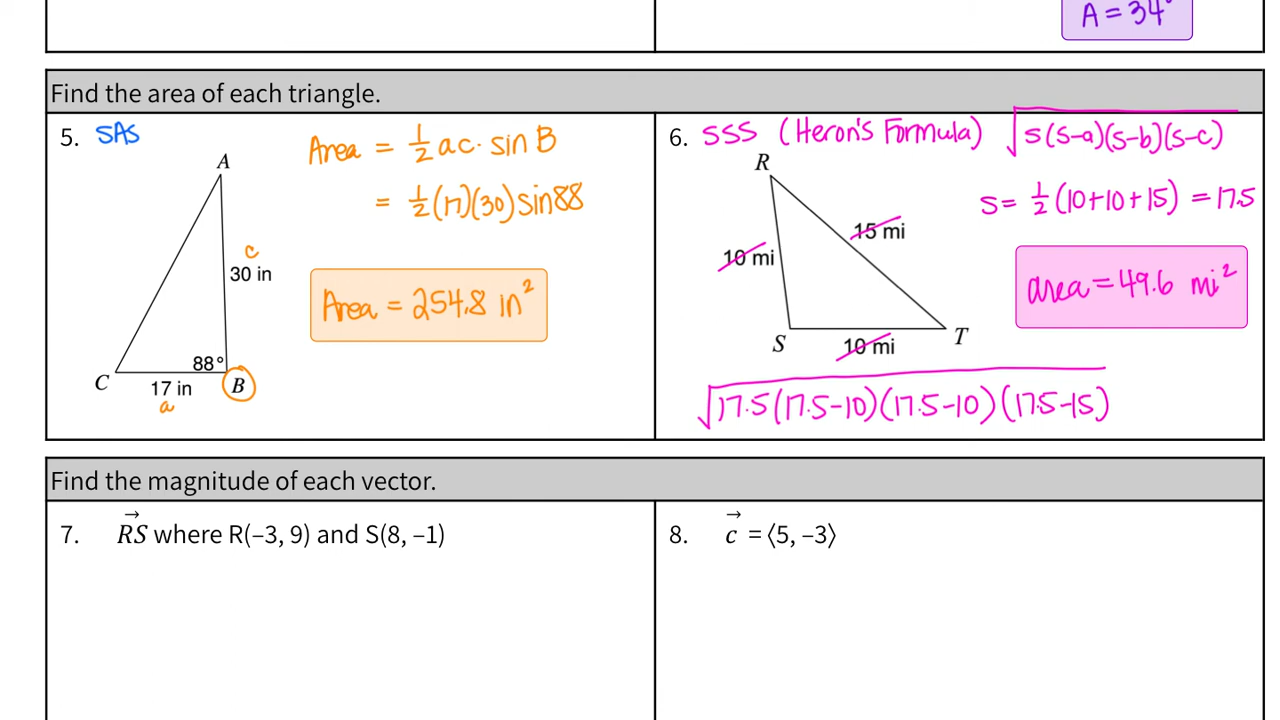 A = 34°
Find the area of each triangle.
5. SAS
Area = 1/2 ac · sin B
= 1/2 (17)(30) sin88
Area = 254.8 in²
A
c
30 in
88°
C
17 in
B
a
6. SSS (Heron's Formula) √s(s-a)(s-b)(s-c)
R
s = 1/2 (10+10+15) = 17.5
15 mi
10 mi
area = 49.6 mi²
S
10 mi
T
√17.5(17.5-10)(17.5-10)(17.5-15)
Find the magnitude of each vector.
7. →RS where R(–3, 9) and S(8, –1)
8. →c = ⟨5, –3⟩